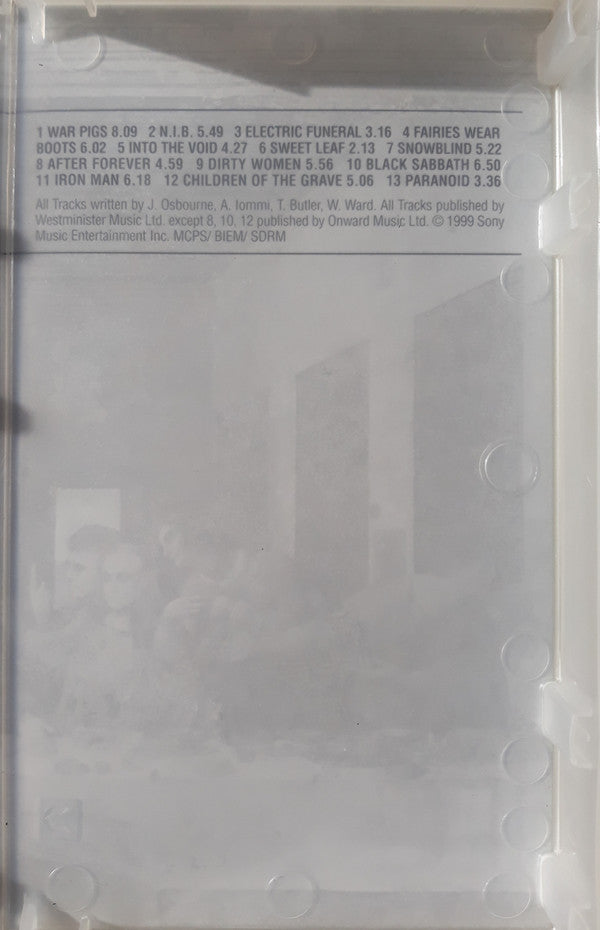 1 WAR PIGS 8.09 2 N.I.B. 5.49 3 ELECTRIC FUNERAL 3.16 4 FAIRIES WEAR
BOOTS 6.02 5 INTO THE VOID 4.27 6 SWEET LEAF 2.13 7 SNOWBLIND 5.22
8 AFTER FOREVER 4.59 9 DIRTY WOMEN 5.56 10 BLACK SABBATH 6.50
11 IRON MAN 6.18 12 CHILDREN OF THE GRAVE 5.06 13 PARANOID 3.36
All Tracks written by J. Osbourne, A. Iommi, T. Butler, W. Ward. All Tracks published by
Westminister Music Ltd. except 8, 10, 12 published by Onward Music Ltd. © 1999 Sony
Music Entertainment Inc. MCPS/ BIEM/ SDRM